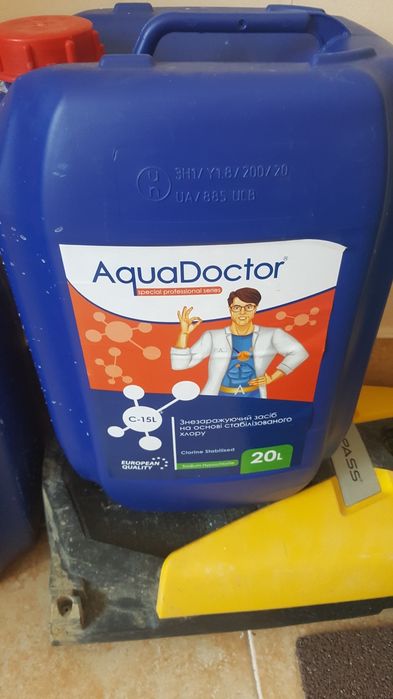 3H1/Y1.8/200/20
UA/885 UCB
AquaDoctor®
special professional series
C-15L
Знезаражуючий засіб
на основі стабілізованого
хлору
EUROPEAN
QUALITY
Clorine Stabilized
Sodium Hypochlorite
20L
PASS